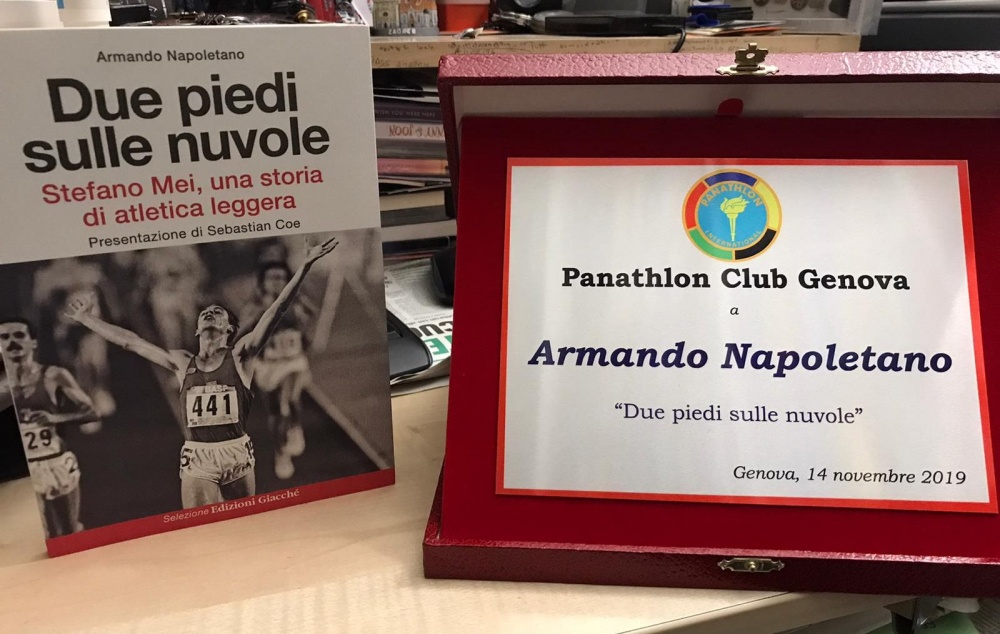 Armando Napoletano
Due piedi
sulle nuvole
Stefano Mei, una storia
di atletica leggera
Presentazione di Sebastian Coe
441
29
Selezione Edizioni Giacché
PANATHLON
INTERNATIONAL
Panathlon Club Genova
a
Armando Napoletano
“Due piedi sulle nuvole”
Genova, 14 novembre 2019